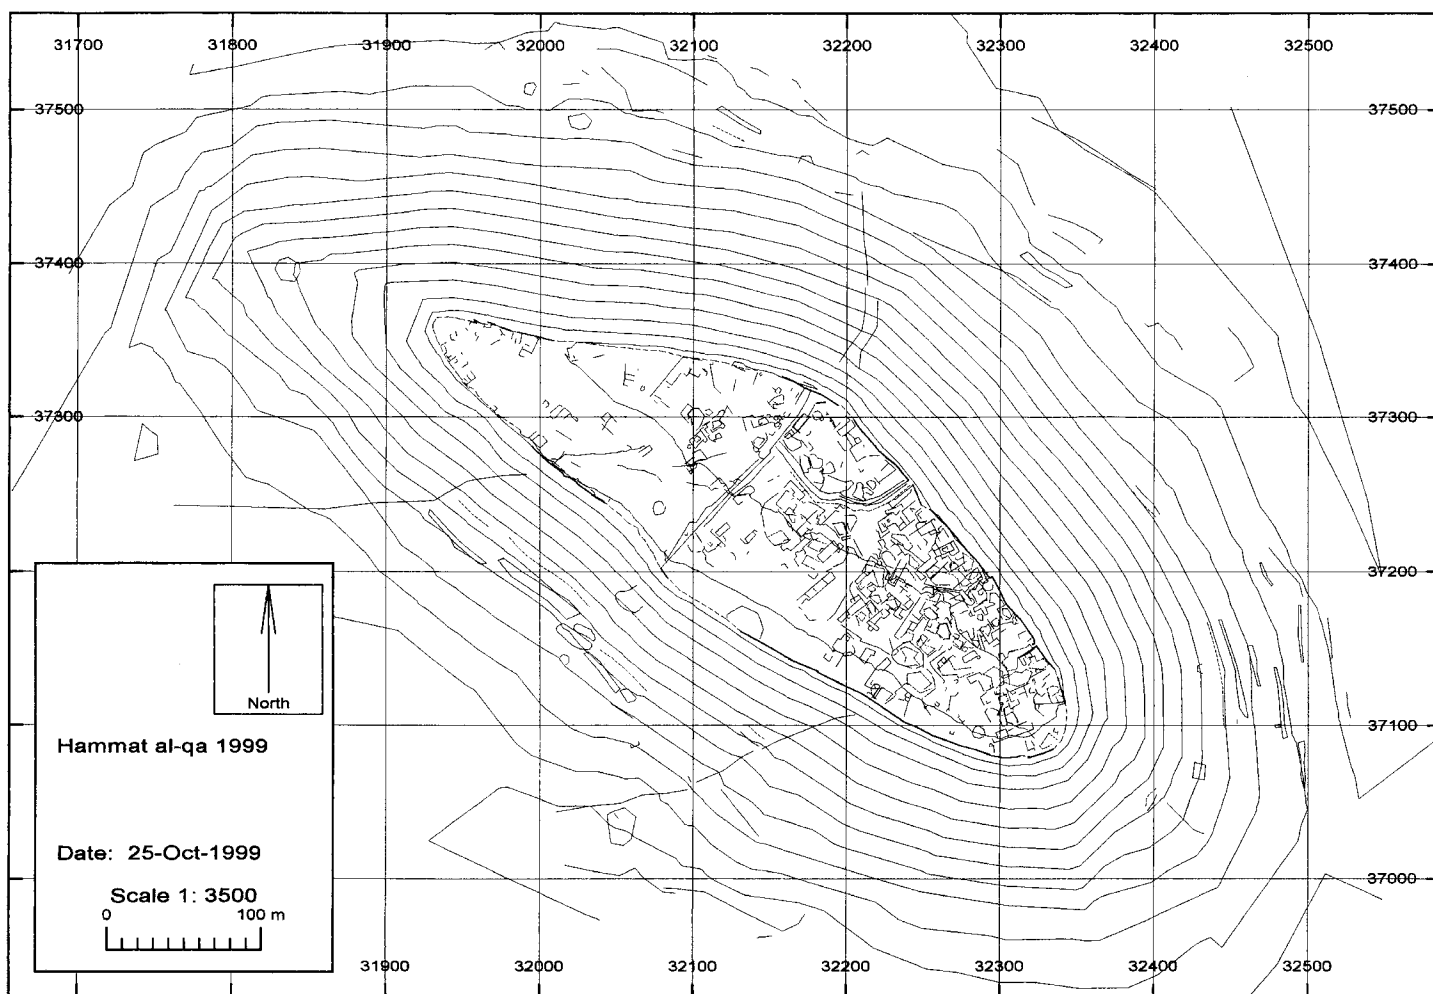 31700 31800 31900 32000 32100 32200 32300 32400 32500
37500 37500
37400 37400
37300 37300
37200 37200
37100 37100
37000 37000
North
Hammat al-qa 1999
Date: 25-Oct-1999
Scale 1: 3500
0 100 m
31900 32000 32100 32200 32300 32400 32500